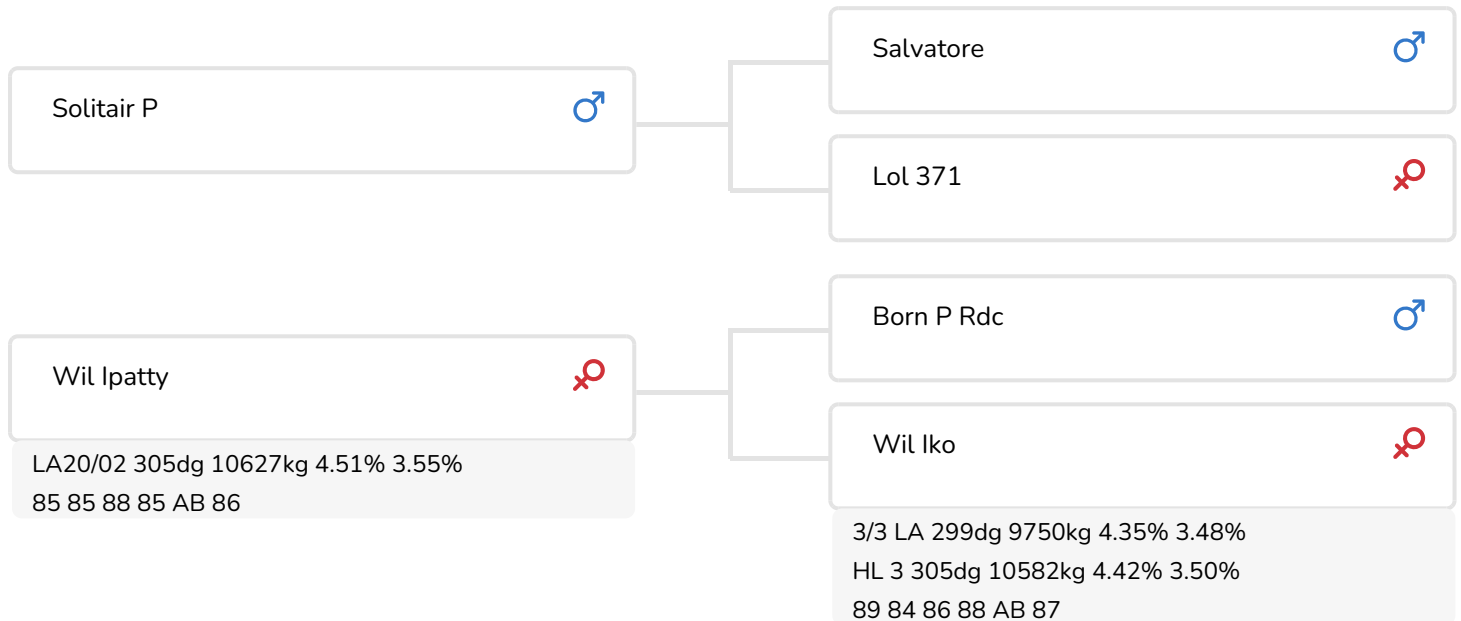 Solitair P
Salvatore
Lol 371
Wil Ipatty
LA20/02 305dg 10627kg 4.51% 3.55%
85 85 88 85 AB 86
Born P Rdc
Wil Iko
3/3 LA 299dg 9750kg 4.35% 3.48%
HL 3 305dg 10582kg 4.42% 3.50%
89 84 86 88 AB 87